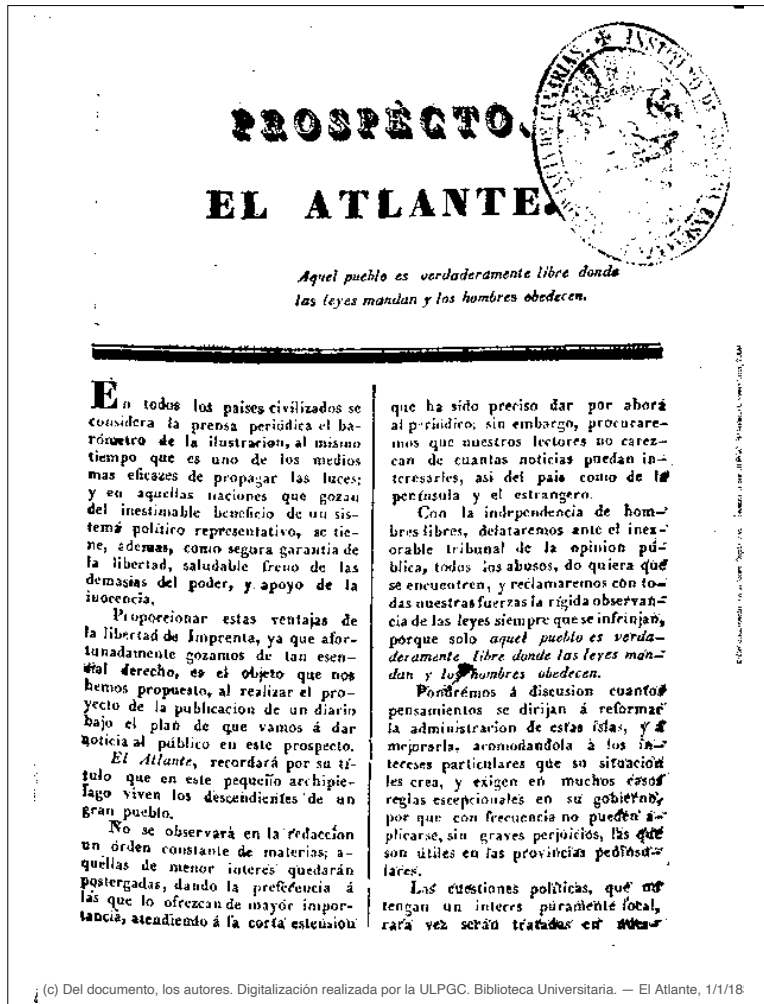 PROSPECTO.
EL ATLANTE.
Aquel pueblo es verdaderamente libre donde
las leyes mandan y los hombres obedecen.
En todos los paises civilizados se
considera la prensa periódica el ba-
rómetro de la ilustracion, al mismo
tiempo que es uno de los medios
mas eficazes de propagar las luces;
y en aquellas naciones que gozan
del inestimable beneficio de un sis-
temá político representativo, se tie-
ne, ademas, como segura garantia de
la libertad, saludable freno de las
demasias del poder, y apoyo de la
inocencia.
Proporcionar estas ventajas de
la libertad de Imprenta, ya que afor-
tunadamente gozamos de tan esen-
cial derecho, es el objeto que nos
hemos propuesto, al realizar el pro-
yecto de la publicacion de un diario
bajo el plan de que vamos á dar
noticia al público en este prospecto.
El Atlante, recordará por su tí-
tulo que en este pequeño archipie-
lago viven los descendientes de un
gran pueblo.
No se observará en la redaccion
un órden constante de materias; a-
quellas de menor interes quedarán
postergadas, dando la preferencia á
las que lo ofrezcan de mayor impor-
tancia, atendiendo á la corta estension
que ha sido preciso dar por ahora
al periódico; sin embargo, procurare-
mos que nuestros lectores no carez-
can de cuantas noticias puedan in-
teresarles, asi del pais como de la
península y el estrangero.
Con la independencia de hom-
bres libres, delataremos ante el inex-
orable tribunal de la opinion pú-
blica, todos los abusos, do quiera que
se encuentren, y reclamaremos con to-
das nuestras fuerzas la rígida observan-
cia de las leyes siempre que se infrinjan,
porque solo aquel pueblo es verda-
deramente libre donde las leyes man-
dan y los hombres obedecen.
Pondrémos á discusion cuantos
pensamientos se dirijan á reformar
la administracion de estas islas, y á
mejorarla, acomodandola á los in-
tereses particulares que su situacion
les crea, y exigen en muchos casos
reglas escepcionales en su gobierno,
por que con frecuencia no pueden a-
plicarse, sin graves perjuicios, las que
son útiles en las provincias peninsu-
lares.
Las cuestiones políticas, que no
tengan un interes puramente local,
rara vez serán tratadas en
¿ (c) Del documento, los autores. Digitalización realizada por la ULPGC. Biblioteca Universitaria. — El Atlante, 1/1/18